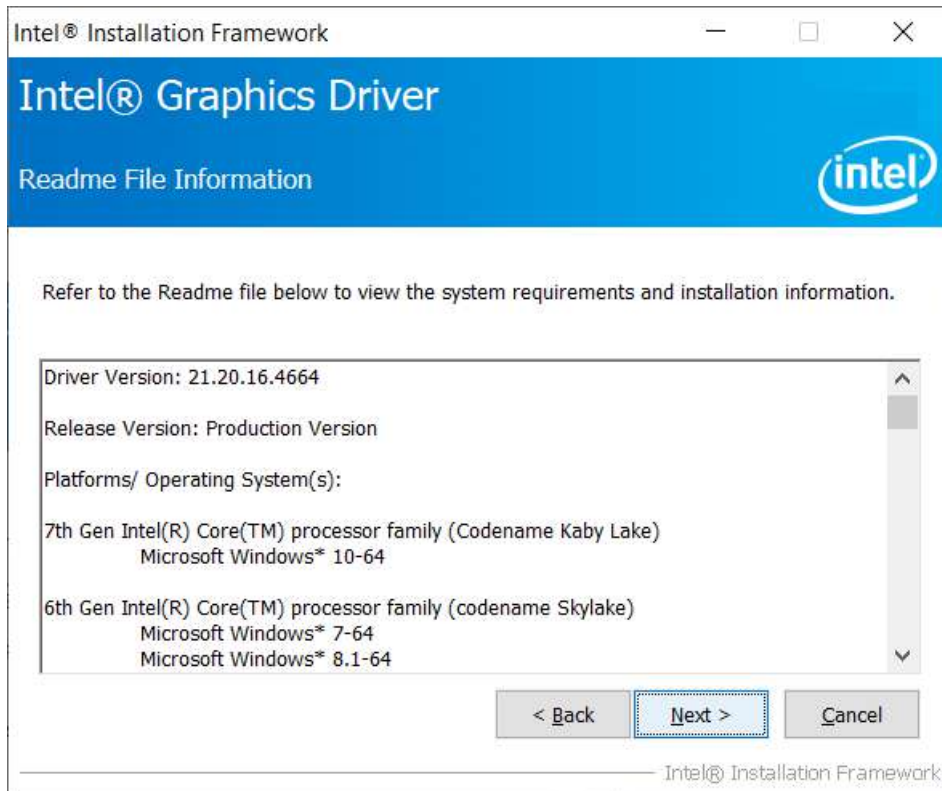 Intel® Installation Framework
Intel® Graphics Driver
Readme File Information
intel
Refer to the Readme file below to view the system requirements and installation information.
Driver Version: 21.20.16.4664
Release Version: Production Version
Platforms/ Operating System(s):
7th Gen Intel(R) Core(TM) processor family (Codename Kaby Lake)
Microsoft Windows* 10-64
6th Gen Intel(R) Core(TM) processor family (codename Skylake)
Microsoft Windows* 7-64
Microsoft Windows* 8.1-64
< Back
Next >
Cancel
Intel® Installation Framework